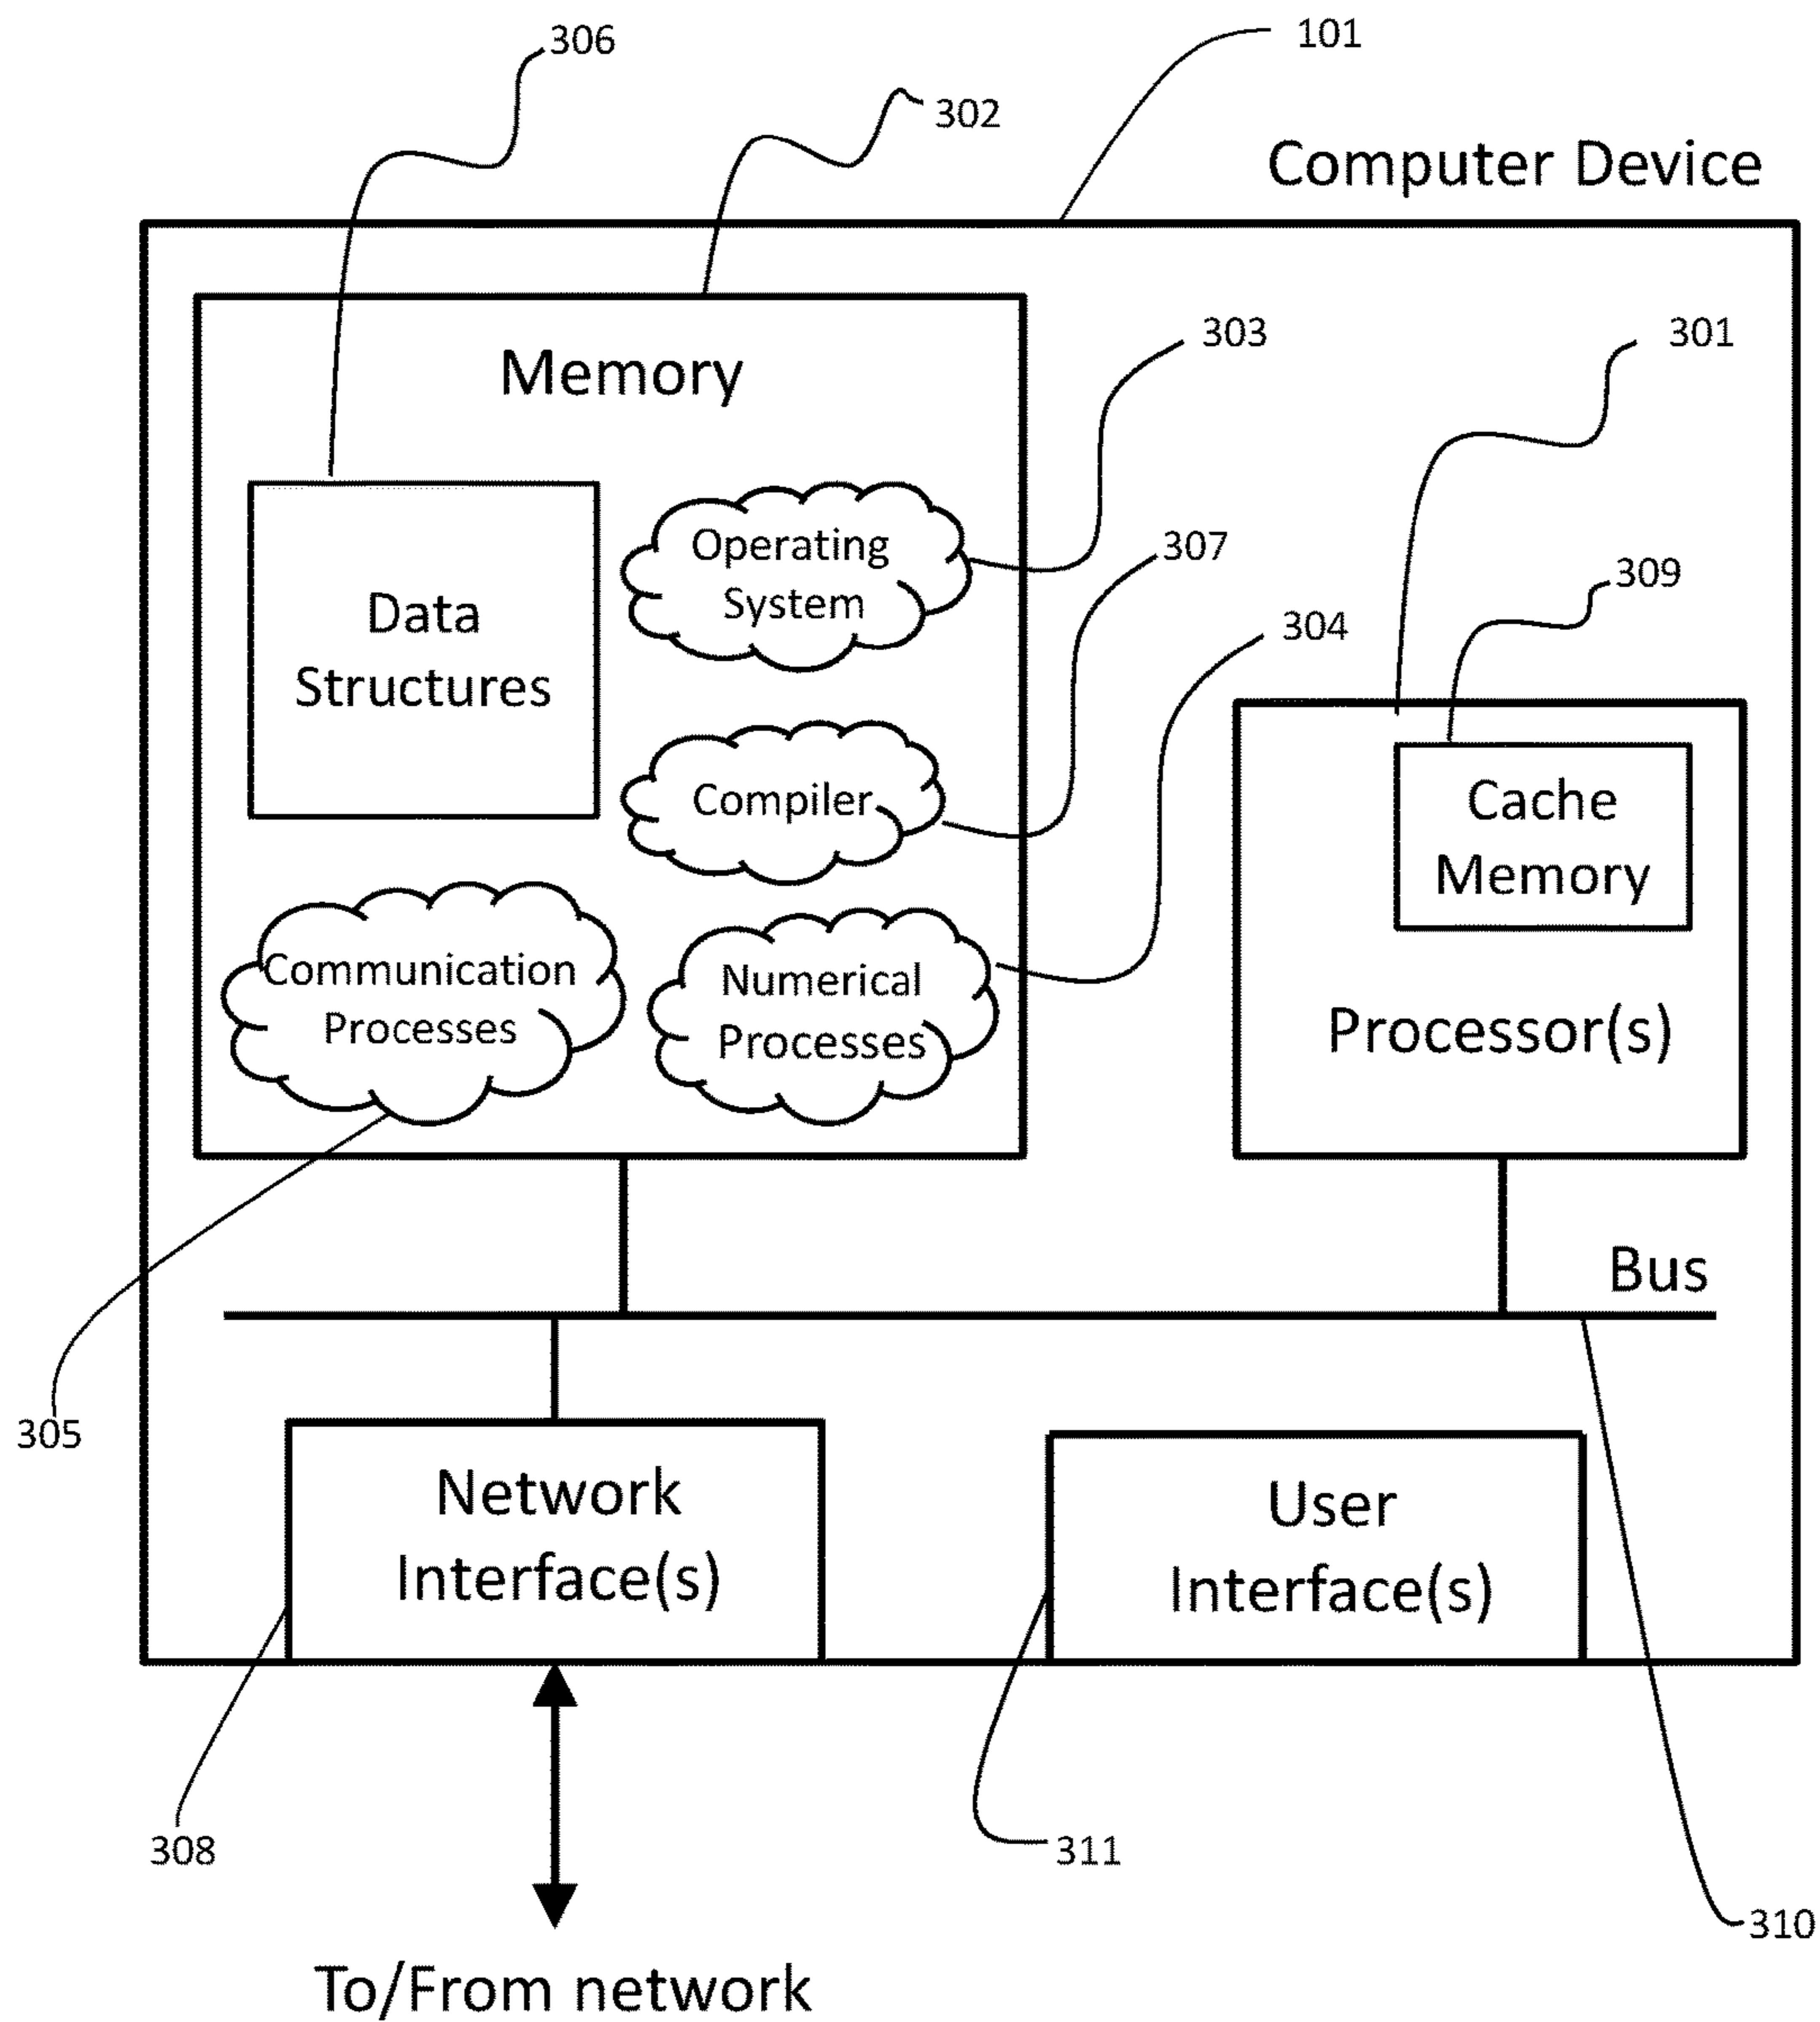 306
101
302
Computer Device
303
301
Memory
307
309
304
Operating
System
Data
Structures
Compiler
Cache
Memory
Communication
Processes
Numerical
Processes
Processor(s)
Bus
305
Network
Interface(s)
User
Interface(s)
308
311
310
To/From network